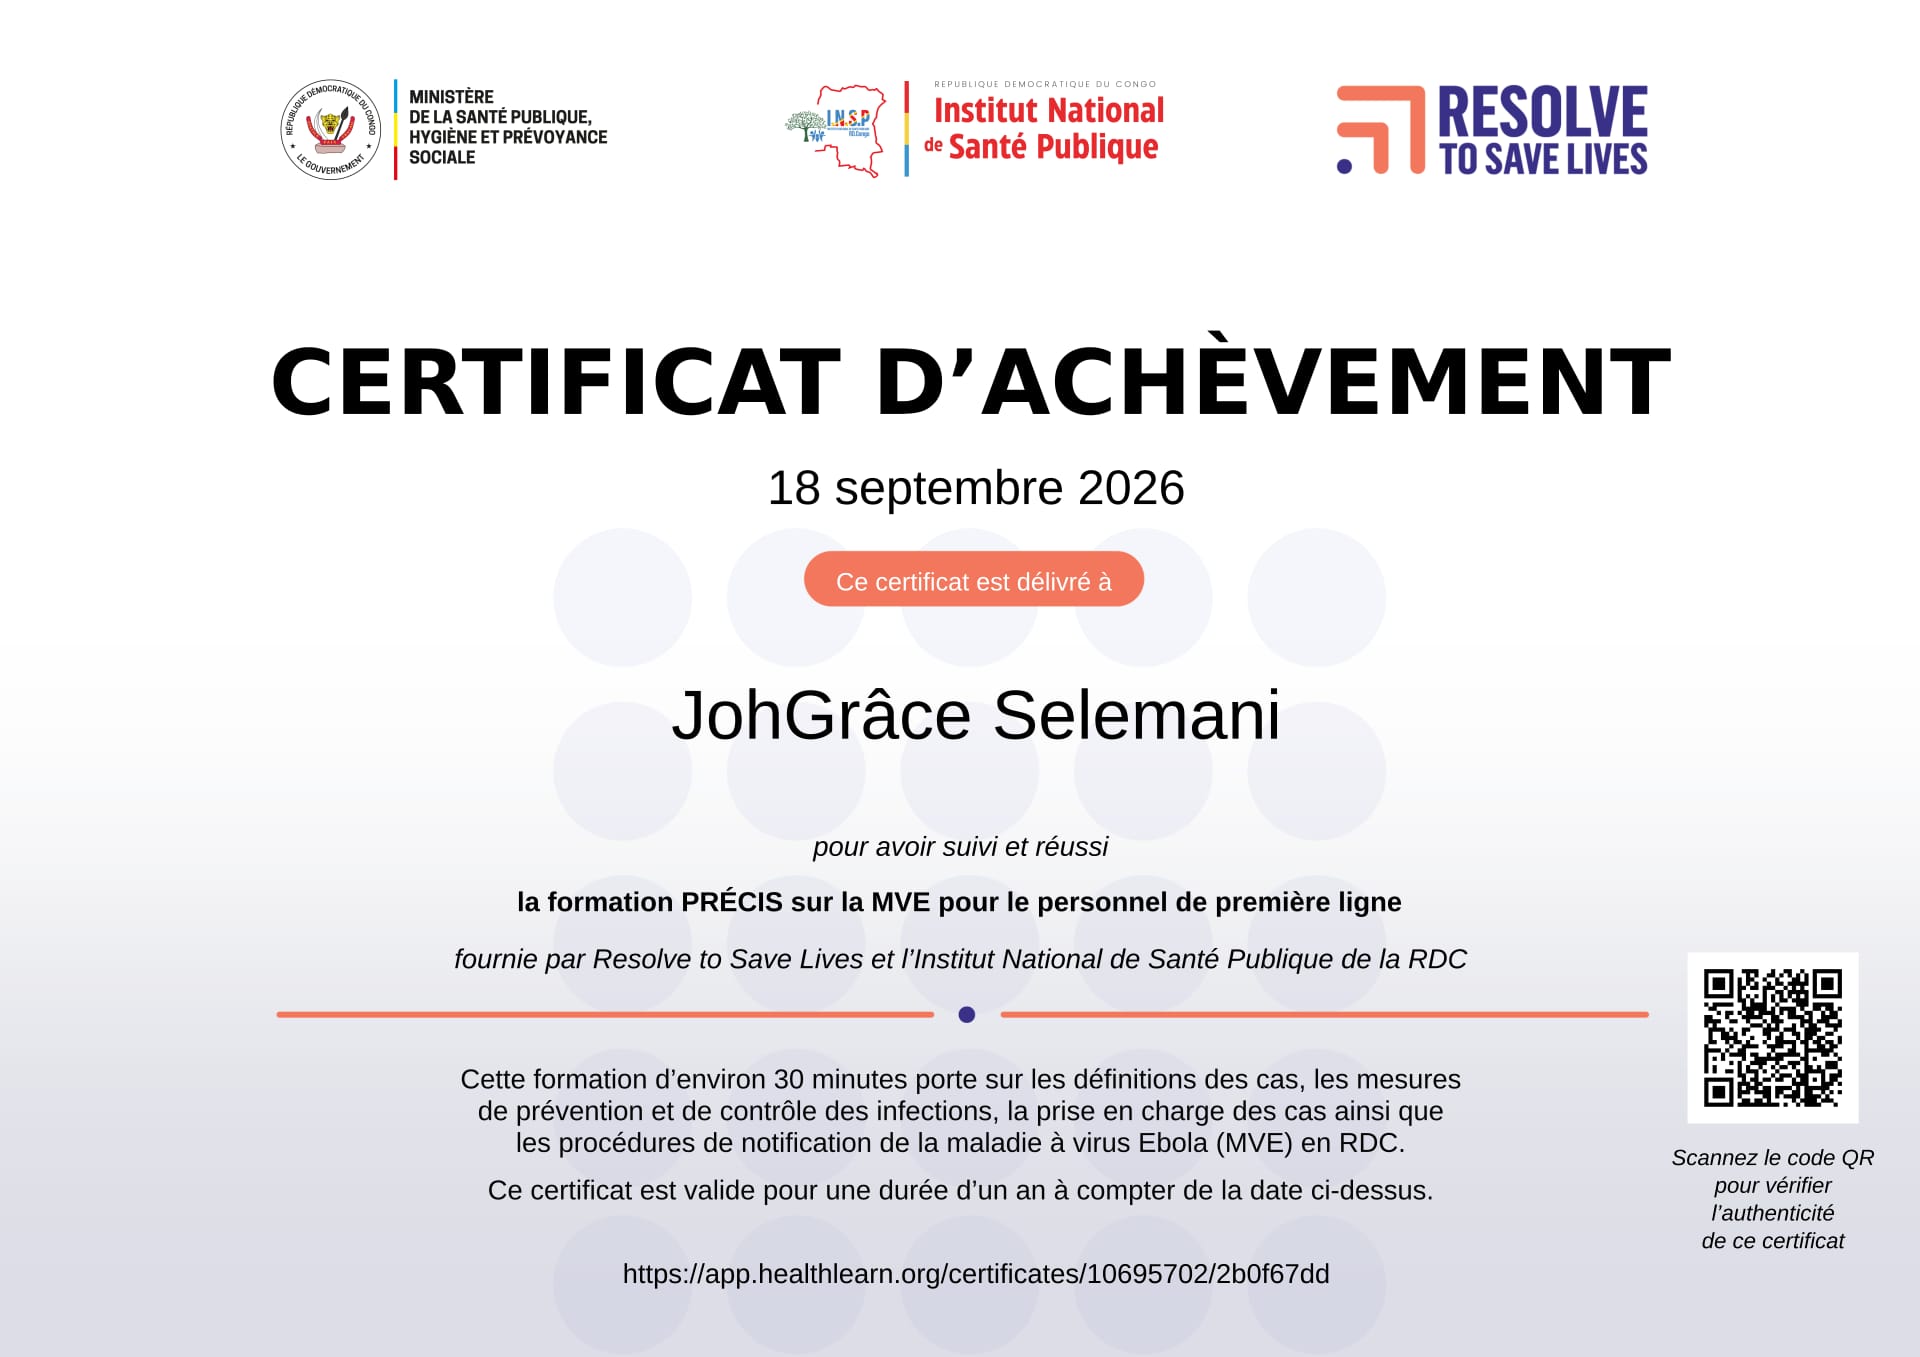 RÉPUBLIQUE DÉMOCRATIQUE DU CONGO
LE GOUVERNEMENT
MINISTÈRE
DE LA SANTÉ PUBLIQUE,
HYGIÈNE ET PRÉVOYANCE
SOCIALE
I.N.S.P
REPUBLIQUE DEMOCRATIQUE DU CONGO
Institut National
de Santé Publique
RESOLVE
TO SAVE LIVES
CERTIFICAT D’ACHÈVEMENT
18 septembre 2026
Ce certificat est délivré à
JohGrâce Selemani
pour avoir suivi et réussi
la formation PRÉCIS sur la MVE pour le personnel de première ligne
fournie par Resolve to Save Lives et l’Institut National de Santé Publique de la RDC
Cette formation d’environ 30 minutes porte sur les définitions des cas, les mesures
de prévention et de contrôle des infections, la prise en charge des cas ainsi que
les procédures de notification de la maladie à virus Ebola (MVE) en RDC.
Ce certificat est valide pour une durée d’un an à compter de la date ci-dessus.
https://app.healthlearn.org/certificates/10695702/2b0f67dd
Scannez le code QR
pour vérifier
l’authenticité
de ce certificat